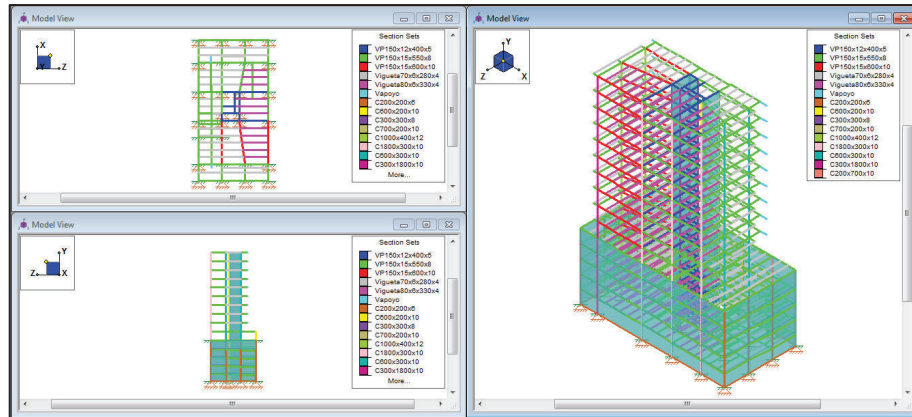 Model View
X
Y
Z
Section Sets
VP150x12x400x5
VP150x15x550x8
VP150x15x600x10
Vigueta70x6x280x4
Vigueta80x6x330x4
Vapoyo
C200x200x6
C600x200x10
C300x300x8
C700x200x10
C1000x400x12
C1800x300x10
C600x300x10
C300x1800x10
More...
Model View
Y
Z
X
Section Sets
VP150x12x400x5
VP150x15x550x8
VP150x15x600x10
Vigueta70x6x280x4
Vigueta80x6x330x4
Vapoyo
C200x200x6
C600x200x10
C300x300x8
C700x200x10
C1000x400x12
C1800x300x10
C600x300x10
C300x1800x10
More...
Model View
Y
Z
X
Section Sets
VP150x12x400x5
VP150x15x550x8
VP150x15x600x10
Vigueta70x6x280x4
Vigueta80x6x330x4
Vapoyo
C200x200x6
C600x200x10
C300x300x8
C700x200x10
C1000x400x12
C1800x300x10
C600x300x10
C300x1800x10
C200x700x10